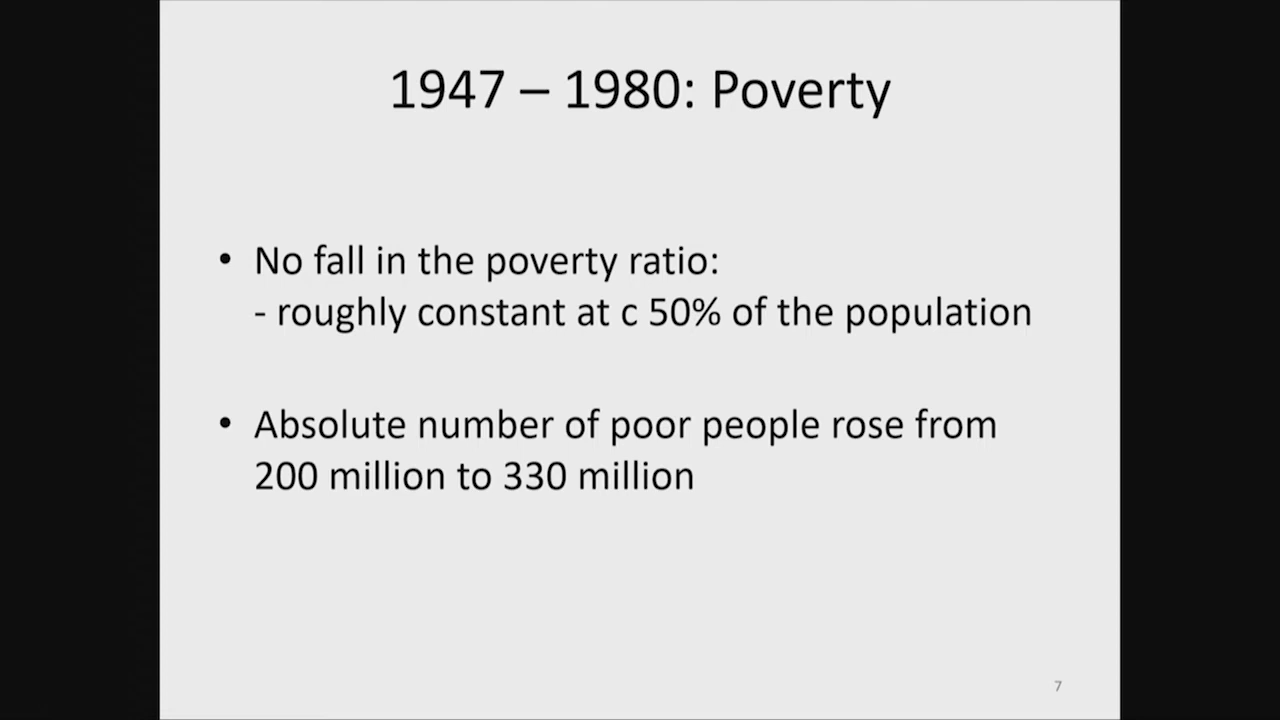 1947 – 1980: Poverty
• No fall in the poverty ratio:
- roughly constant at c 50% of the population
• Absolute number of poor people rose from
200 million to 330 million
7